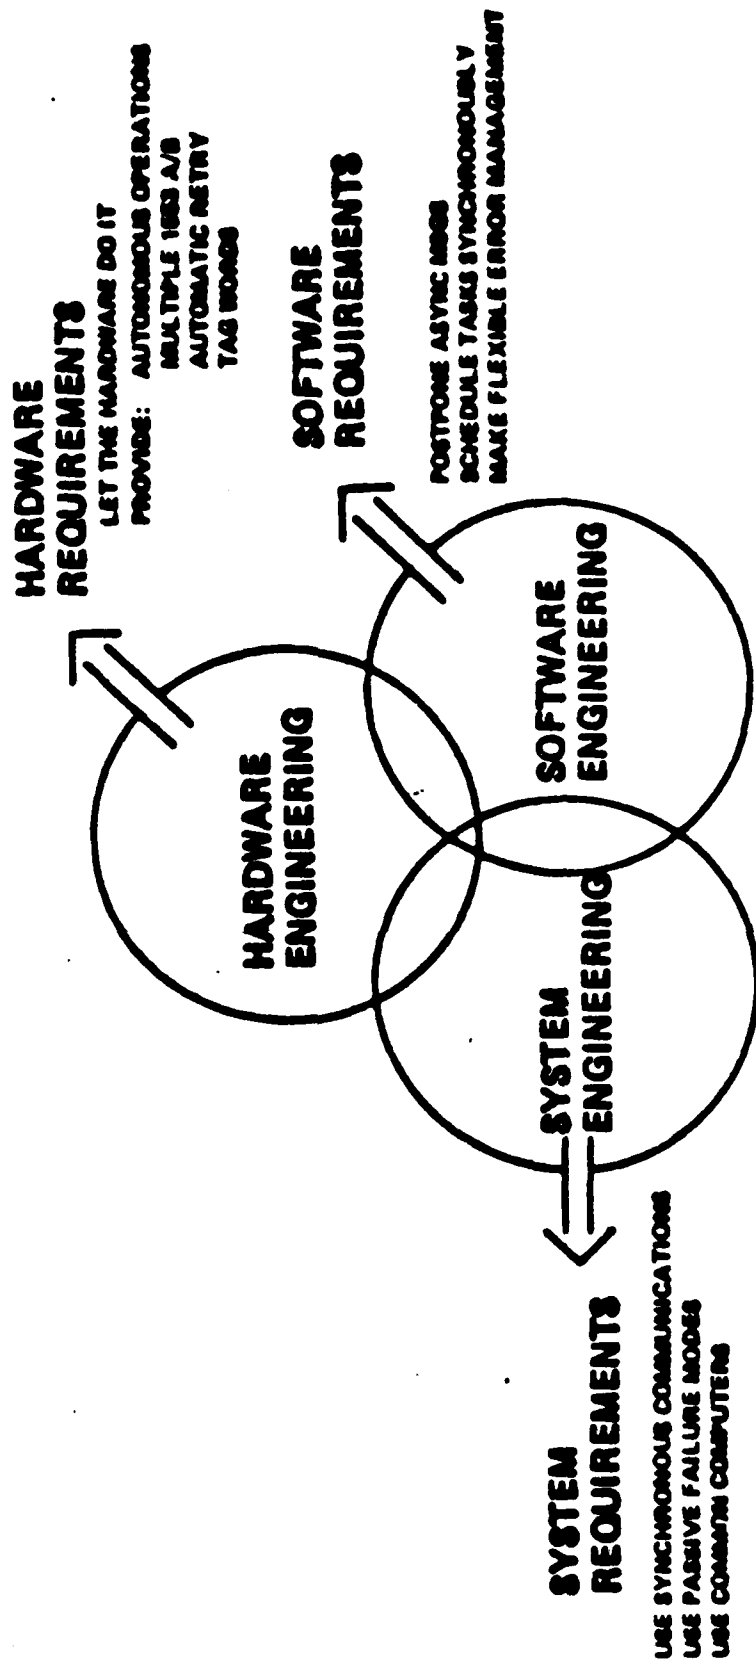 HARDWARE
REQUIREMENTS
LET THE HARDWARE DO IT
PROVIDE: AUTONOMOUS OPERATIONS
MULTIPLE 1553 A/B
AUTOMATIC RETRY
TAG WORDS
SOFTWARE
REQUIREMENTS
POSTPONE ASYNC MSGS
SCHEDULE TASKS SYNCHRONOUSLY
MAKE FLEXIBLE ERROR MANAGEMENT
HARDWARE
ENGINEERING
SOFTWARE
ENGINEERING
SYSTEM
ENGINEERING
SYSTEM
REQUIREMENTS
USE SYNCHRONOUS COMMUNICATIONS
USE PASSIVE FAILURE MODES
USE COMMON COMPUTERS